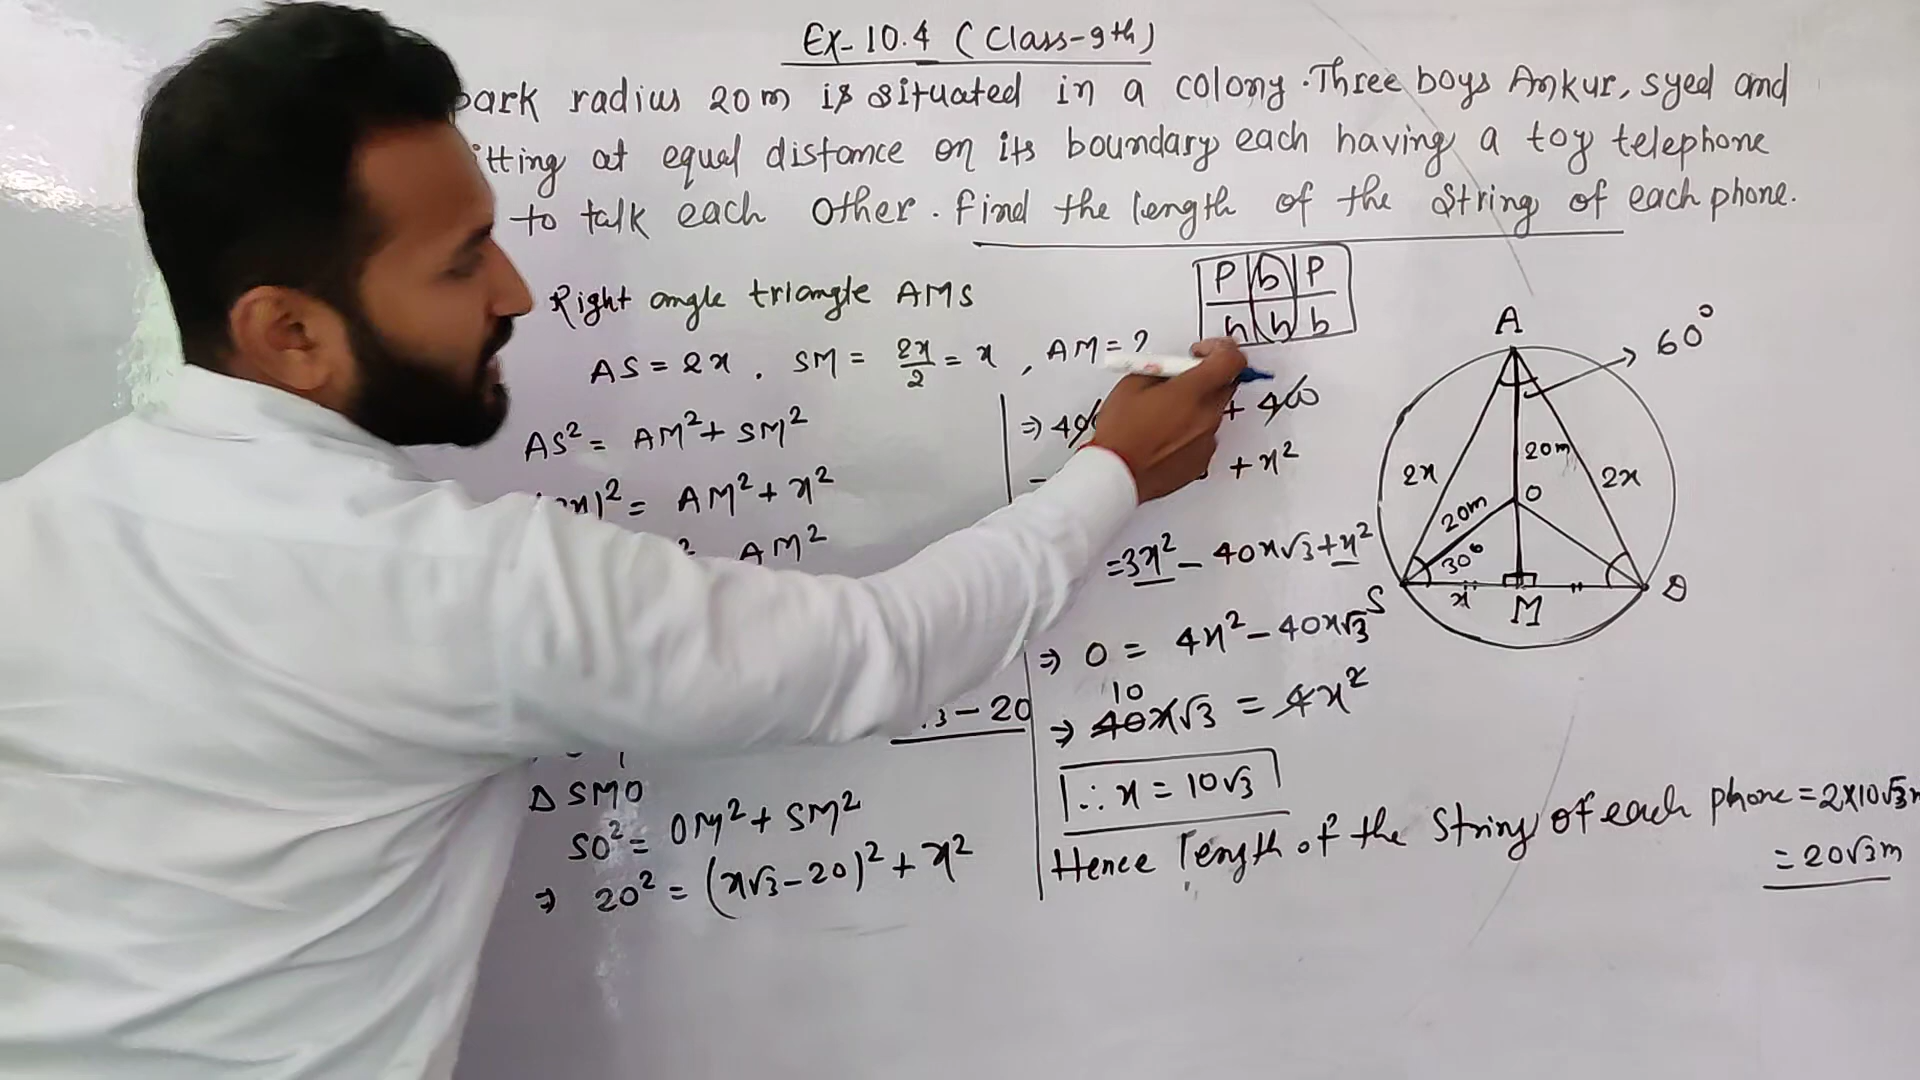 Ex-10.4 (Class-9th)
park radius 20m is situated in a colony. Three boys Ankur, syed and
itting at equal distance on its boundary each having a toy telephone
to talk each other. Find the length of the string of each phone.
Right angle triangle AMS
AS = 2x, SM = 2x/2 = x, AM = ?
AS² = AM² + SM²
x)² = AM² + x²
² AM²
3 - 20
Δ SMO
SO² = OM² + SM²
⇒ 20² = (x√3 - 20)² + x²
P b P
h h b
⇒ 40 + 400
+ x²
= 3x² - 40x√3 + x²
⇒ 0 = 4x² - 40x√3
10
⇒ 40x√3 = 4x²
∴ x = 10√3
Hence length of the string of each phone = 2×10√3
= 20√3 m
A
60°
20m
2x
2x
O
20m
30°
x
S
M
D